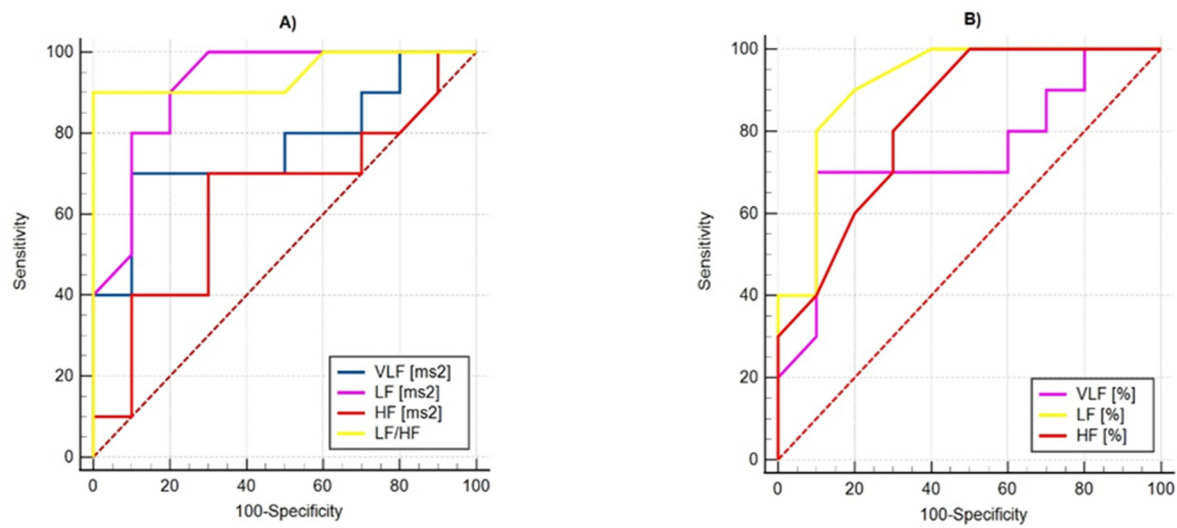 A)
100
80
60
40
20
0
Sensitivity
0 20 40 60 80 100
100-Specificity
VLF [ms2]
LF [ms2]
HF [ms2]
LF/HF
B)
100
80
60
40
20
0
Sensitivity
0 20 40 60 80 100
100-Specificity
VLF [%]
LF [%]
HF [%]